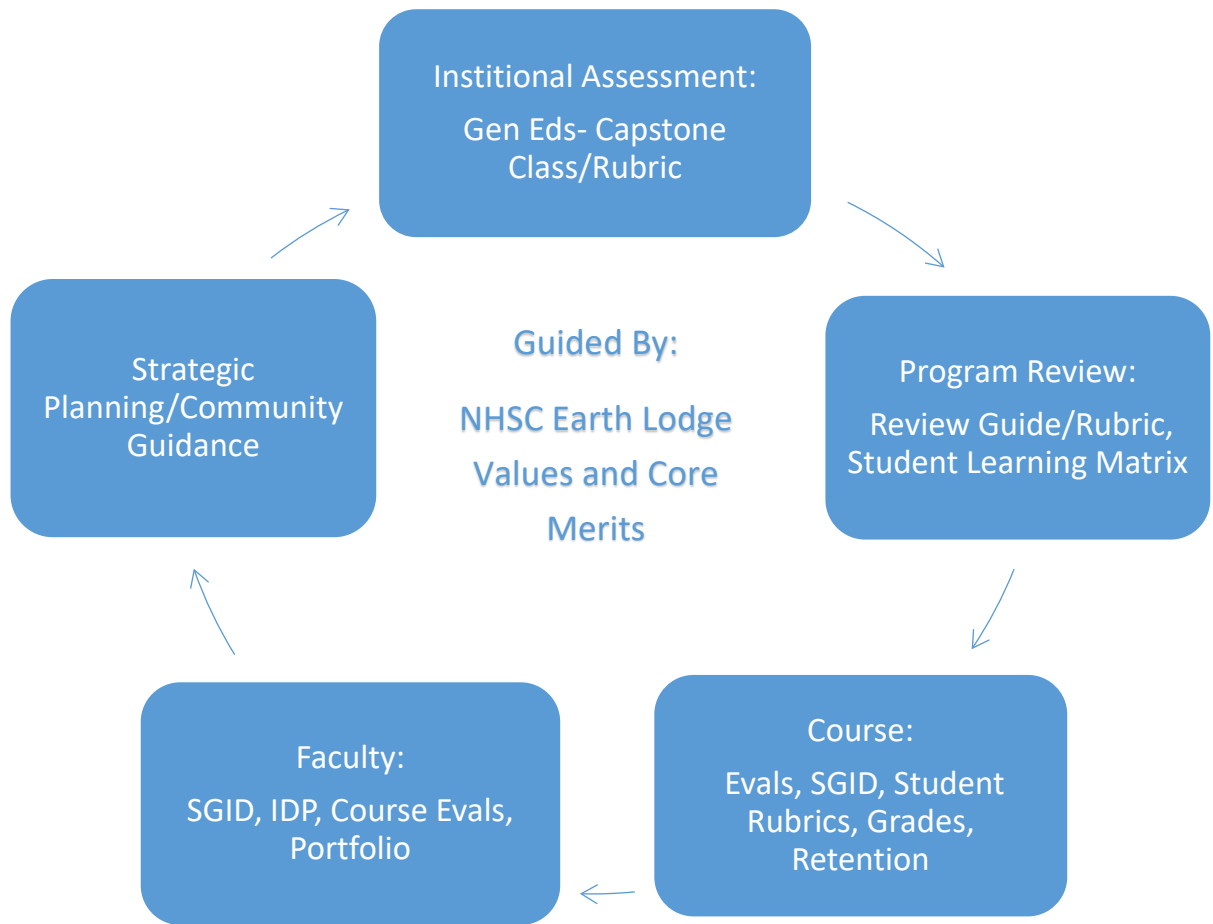 Institional Assessment:
Gen Eds- Capstone
Class/Rubric
Program Review:
Review Guide/Rubric,
Student Learning Matrix
Course:
Evals, SGID, Student
Rubrics, Grades,
Retention
Faculty:
SGID, IDP, Course Evals,
Portfolio
Strategic
Planning/Community
Guidance
Guided By:
NHSC Earth Lodge
Values and Core
Merits